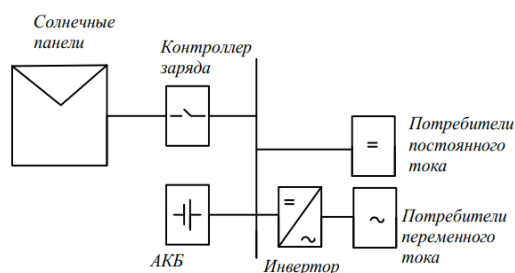 Солнечные
панели
Контроллер
заряда
=
Потребители
постоянного
тока
АКБ
=
~
Инвертор
~
Потребители
переменного
тока